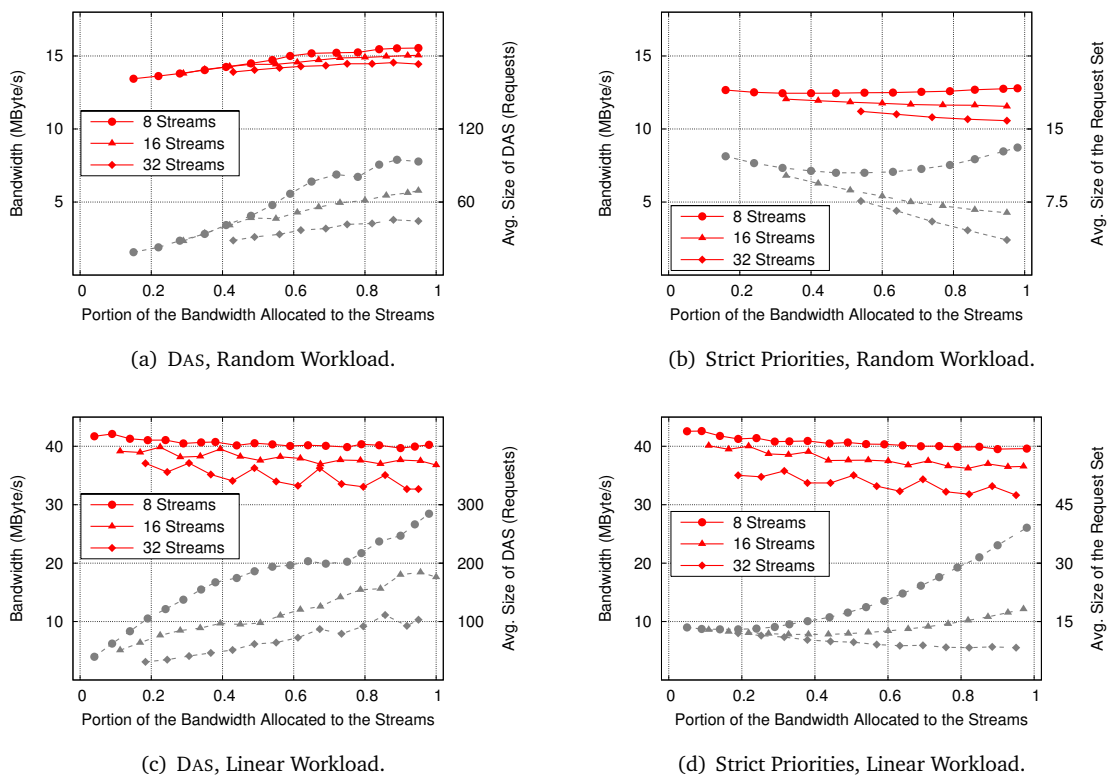 Bandwidth (MByte/s)
15
10
5
8 Streams
16 Streams
32 Streams
120
60
Avg. Size of DAS (Requests)
0 0.2 0.4 0.6 0.8 1
Portion of the Bandwidth Allocated to the Streams
(a) DAS, Random Workload.
Bandwidth (MByte/s)
15
10
5
8 Streams
16 Streams
32 Streams
15
7.5
Avg. Size of the Request Set
0 0.2 0.4 0.6 0.8 1
Portion of the Bandwidth Allocated to the Streams
(b) Strict Priorities, Random Workload.
Bandwidth (MByte/s)
40
30
20
10
8 Streams
16 Streams
32 Streams
300
200
100
Avg. Size of DAS (Requests)
0 0.2 0.4 0.6 0.8 1
Portion of the Bandwidth Allocated to the Streams
(c) DAS, Linear Workload.
Bandwidth (MByte/s)
40
30
20
10
8 Streams
16 Streams
32 Streams
45
30
15
Avg. Size of the Request Set
0 0.2 0.4 0.6 0.8 1
Portion of the Bandwidth Allocated to the Streams
(d) Strict Priorities, Linear Workload.